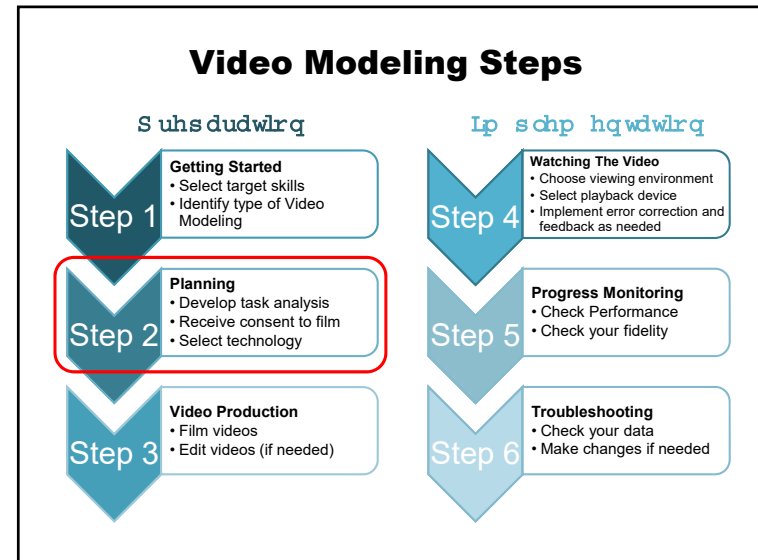 Video Modeling Steps
S uhsdudwlrq
Step 1
Getting Started
• Select target skills
• Identify type of Video
Modeling
Step 2
Planning
• Develop task analysis
• Receive consent to film
• Select technology
Step 3
Video Production
• Film videos
• Edit videos (if needed)
Lp sohp hqwdwlrq
Step 4
Watching The Video
• Choose viewing environment
• Select playback device
• Implement error correction and
feedback as needed
Step 5
Progress Monitoring
• Check Performance
• Check your fidelity
Step 6
Troubleshooting
• Check your data
• Make changes if needed